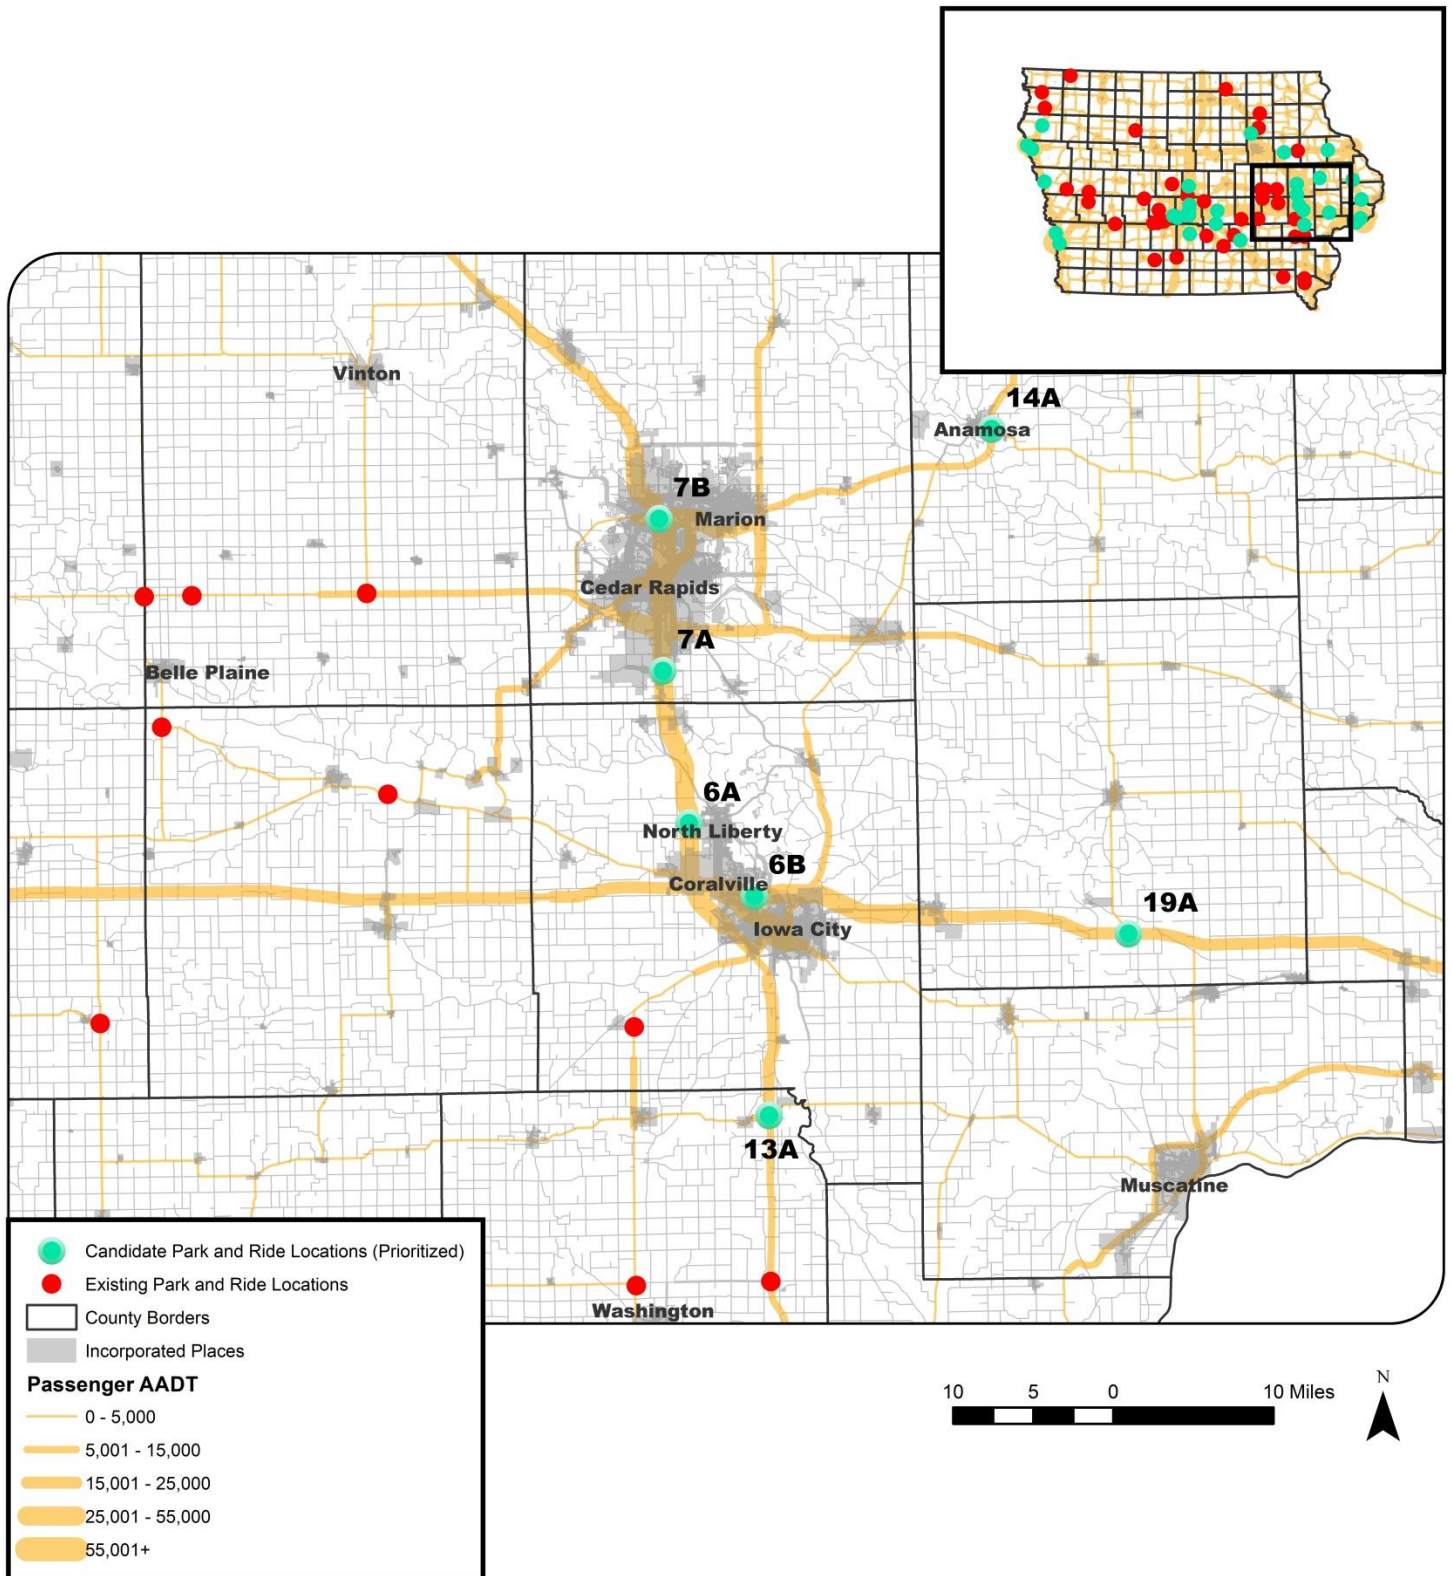 Vinton
14A
Anamosa
7B
Marion
Cedar Rapids
7A
Belle Plaine
6A
North Liberty
6B
Coralville
19A
Iowa City
13A
Muscatine
Washington
Candidate Park and Ride Locations (Prioritized)
Existing Park and Ride Locations
County Borders
Incorporated Places
Passenger AADT
0 - 5,000
5,001 - 15,000
15,001 - 25,000
25,001 - 55,000
55,001+
10 5 0 10 Miles
N